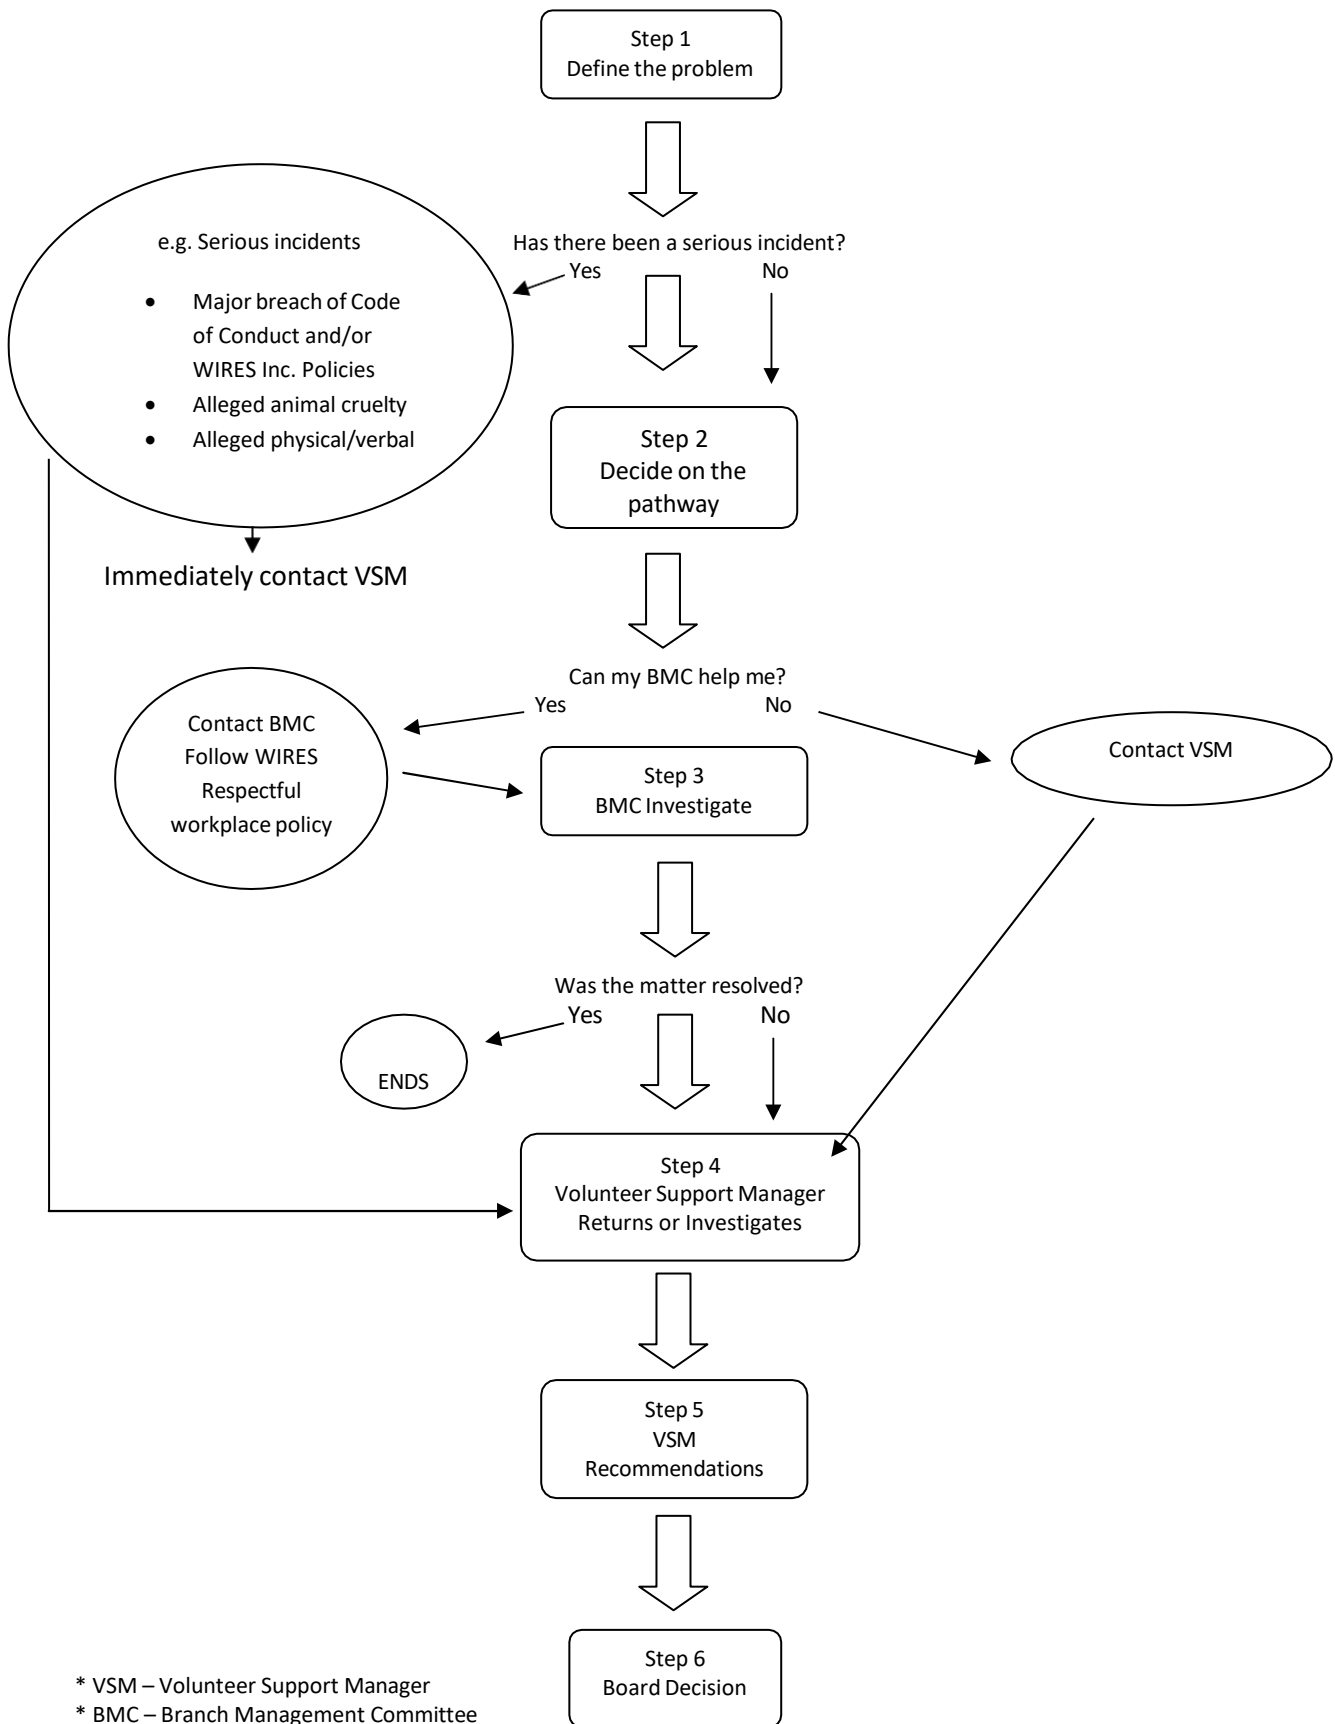 Step 1
Define the problem
Has there been a serious incident?
Yes
No
e.g. Serious incidents
• Major breach of Code
of Conduct and/or
WIRES Inc. Policies
• Alleged animal cruelty
• Alleged physical/verbal
Immediately contact VSM
Step 2
Decide on the
pathway
Can my BMC help me?
Yes
No
Contact BMC
Follow WIRES
Respectful
workplace policy
Contact VSM
Step 3
BMC Investigate
Was the matter resolved?
Yes
No
ENDS
Step 4
Volunteer Support Manager
Returns or Investigates
Step 5
VSM
Recommendations
Step 6
Board Decision
* VSM – Volunteer Support Manager
* BMC – Branch Management Committee